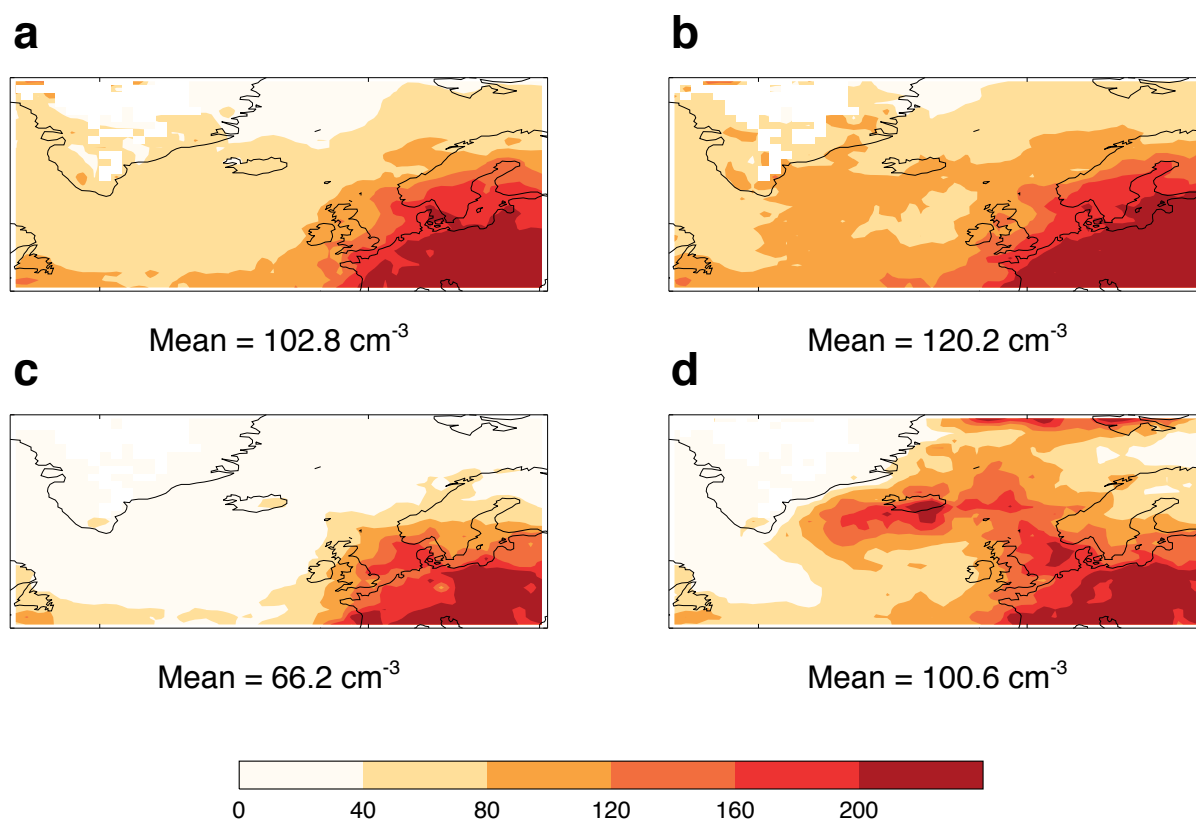 a
b
Mean = 102.8 cm-3
Mean = 120.2 cm-3
c
d
Mean = 66.2 cm-3
Mean = 100.6 cm-3
0 40 80 120 160 200